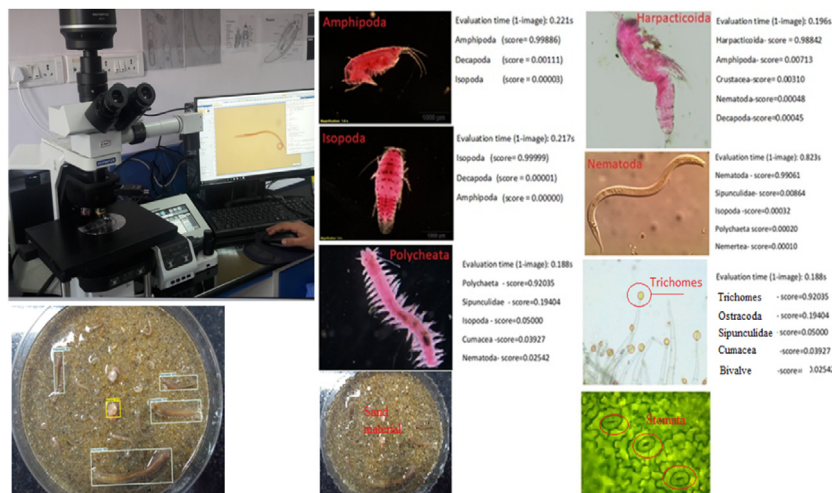 Amphipoda
Evaluation time (1-image): 0.221s
Amphipoda (score= 0.99886
Decapoda (score= 0.00111
Isopoda (score= 0.00003)
Isopoda
Evaluation time (1-image): 0.217s
Isopoda (score= 0.99999)
Decapoda (score= 0.00001)
Amphipoda (score= 0.00000)
Polycheata
Evaluation time (1-image): 0.188s
Polychaeta - score=0.92035
Sipunculidae - score=0.19404
Isopoda - score=0.05000
Cumacea -score=0.03927
Nematoda- score=0.02542
Sand
material
Harpacticoida
Evaluation time (1-image): 0.196s
Harpacticoida- score= 0.98842
Amphipoda- score= 0.00713
Crustacea-score= 0.00310
Nematoda-score=0.00048
Decapoda-score=0.00045
Nematoda
Evaluation time (1-image): 0.823s
Nematoda - score=0.99061
Sipunculidae- score=0.00864
Isopoda - score=0.00032
Polychaeta score=0.00020
Nemertea- score=0.00010
Trichomes
Evaluation time (1-image): 0.188s
Trichomes - score=0.92035
Ostracoda - score=0.19404
Sipunculidae - score=0.05000
Cumacea -score=0.03927
Bivalve -score= 0.02542
Stomata